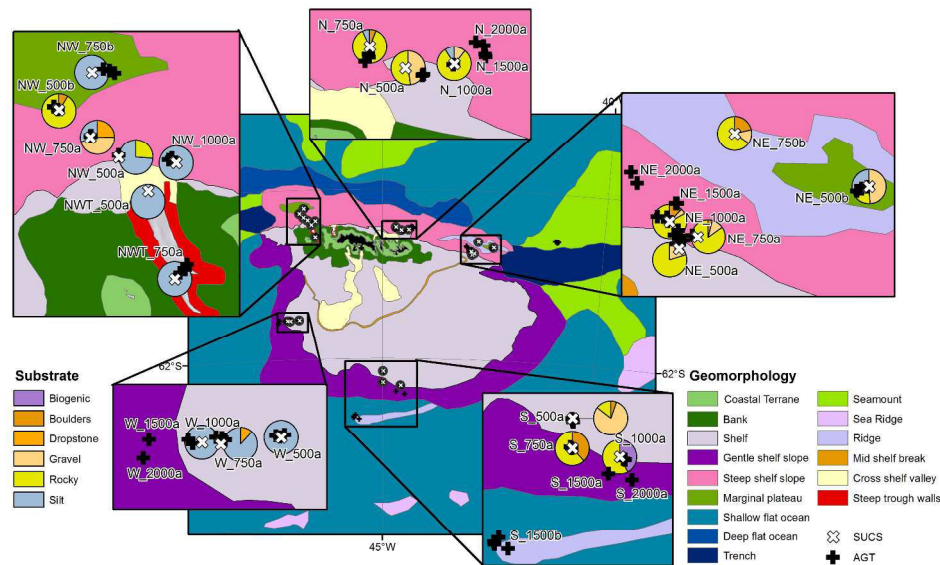 NW_750b
NW_500b
NW_750a
NW_1000a
NW_500a
NWT_500a
NWT_750a
N_750a
N_2000a
N_1500a
N_500a
N_1000a
40
NE_750b
NE_2000a
NE_1500a
NE_500b
NE_1000a
NE_750a
NE_500a
62°S
62°S
Substrate
Biogenic
Boulders
Dropstone
Gravel
Rocky
Silt
W_1500a
W_1000a
W_500a
W_750a
W_2000a
45°W
S_500a
S_1000a
S_750a
S_1500a
S_2000a
S_1500b
Geomorphology
Coastal Terrane
Bank
Shelf
Gentle shelf slope
Steep shelf slope
Marginal plateau
Shallow flat ocean
Deep flat ocean
Trench
Seamount
Sea Ridge
Ridge
Mid shelf break
Cross shelf valley
Steep trough walls
SUCS
AGT